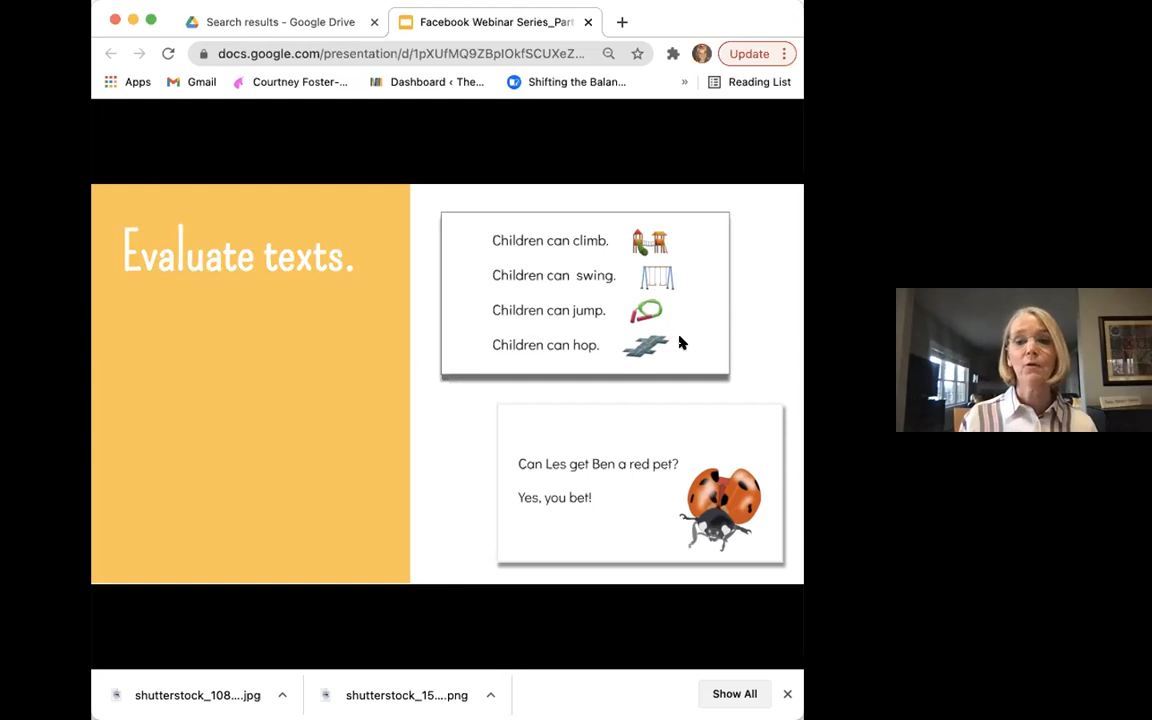 Search results - Google Drive
Facebook Webinar Series_Part
docs.google.com/presentation/d/1pXUfMQ9ZBpIOkfSCUXeZ...
Update
Apps
Gmail
Courtney Foster-...
Dashboard ‹ The...
Shifting the Balan...
»
Reading List
Evaluate texts.
Children can climb.
Children can swing.
Children can jump.
Children can hop.
Can Les get Ben a red pet?
Yes, you bet!
shutterstock_108....jpg
shutterstock_15....png
Show All